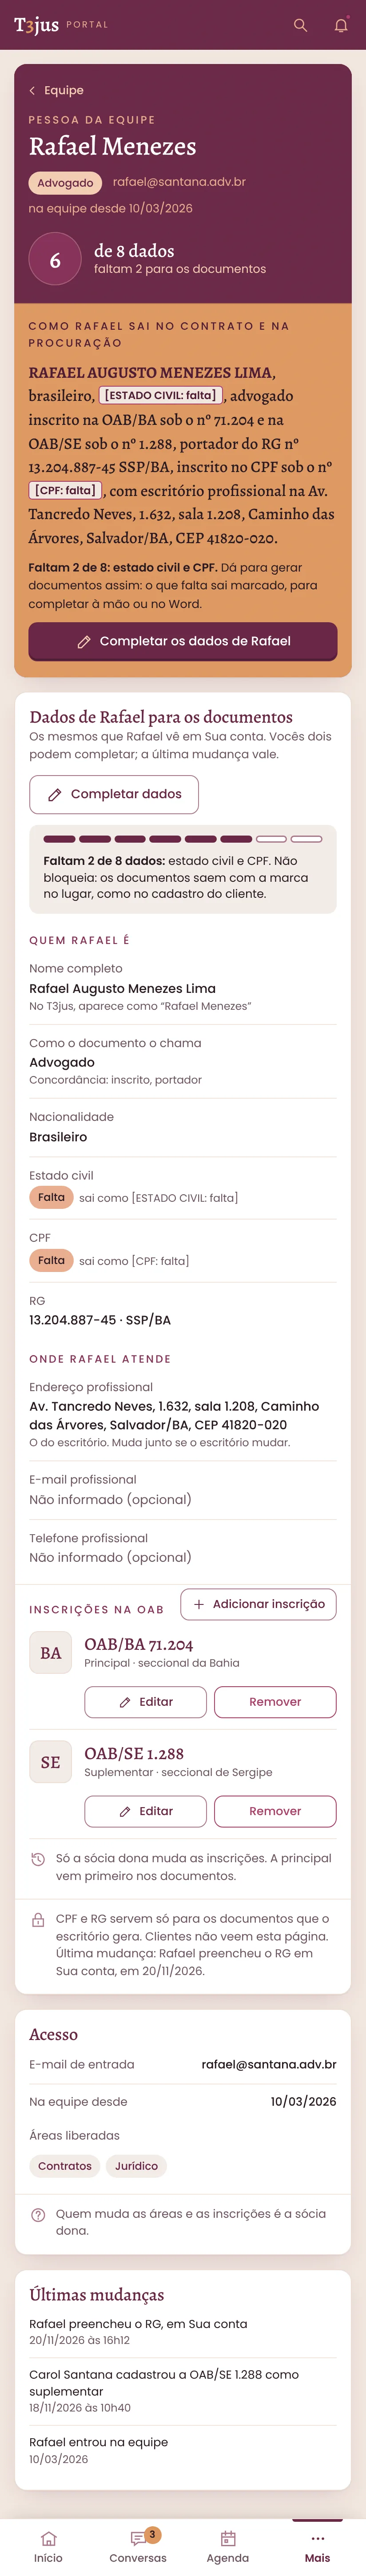 T3jus PORTAL
Equipe
PESSOA DA EQUIPE
Rafael Menezes
Advogado rafael@santana.adv.br
na equipe desde 10/03/2026
6
de 8 dados
faltam 2 para os documentos
COMO RAFAEL SAI NO CONTRATO E NA
PROCURAÇÃO
RAFAEL AUGUSTO MENEZES LIMA,
brasileiro, [ESTADO CIVIL: falta], advogado
inscrito na OAB/BA sob o nº 71.204 e na
OAB/SE sob o nº 1.288, portador do RG nº
13.204.887-45 SSP/BA, inscrito no CPF sob o nº
[CPF: falta], com escritório profissional na Av.
Tancredo Neves, 1.632, sala 1.208, Caminho das
Árvores, Salvador/BA, CEP 41820-020.
Faltam 2 de 8: estado civil e CPF. Dá para gerar
documentos assim: o que falta sai marcado, para
completar à mão ou no Word.
Completar os dados de Rafael
Dados de Rafael para os documentos
Os mesmos que Rafael vê em Sua conta. Vocês dois
podem completar; a última mudança vale.
Completar dados
Faltam 2 de 8 dados: estado civil e CPF. Não
bloqueia: os documentos saem com a marca
no lugar, como no cadastro do cliente.
QUEM RAFAEL É
Nome completo
Rafael Augusto Menezes Lima
No T3jus, aparece como “Rafael Menezes”
Como o documento o chama
Advogado
Concordância: inscrito, portador
Nacionalidade
Brasileiro
Estado civil
Falta sai como [ESTADO CIVIL: falta]
CPF
Falta sai como [CPF: falta]
RG
13.204.887-45 · SSP/BA
ONDE RAFAEL ATENDE
Endereço profissional
Av. Tancredo Neves, 1.632, sala 1.208, Caminho
das Árvores, Salvador/BA, CEP 41820-020
O do escritório. Muda junto se o escritório mudar.
E-mail profissional
Não informado (opcional)
Telefone profissional
Não informado (opcional)
INSCRIÇÕES NA OAB
Adicionar inscrição
BA
OAB/BA 71.204
Principal · seccional da Bahia
Editar
Remover
SE
OAB/SE 1.288
Suplementar · seccional de Sergipe
Editar
Remover
Só a sócia dona muda as inscrições. A principal
vem primeiro nos documentos.
CPF e RG servem só para os documentos que o
escritório gera. Clientes não veem esta página.
Última mudança: Rafael preencheu o RG em
Sua conta, em 20/11/2026.
Acesso
E-mail de entrada rafael@santana.adv.br
Na equipe desde 10/03/2026
Áreas liberadas
Contratos Jurídico
Quem muda as áreas e as inscrições é a sócia
dona.
Últimas mudanças
Rafael preencheu o RG, em Sua conta
20/11/2026 às 16h12
Carol Santana cadastrou a OAB/SE 1.288 como
suplementar
18/11/2026 às 10h40
Rafael entrou na equipe
10/03/2026
3
Início Conversas Agenda Mais